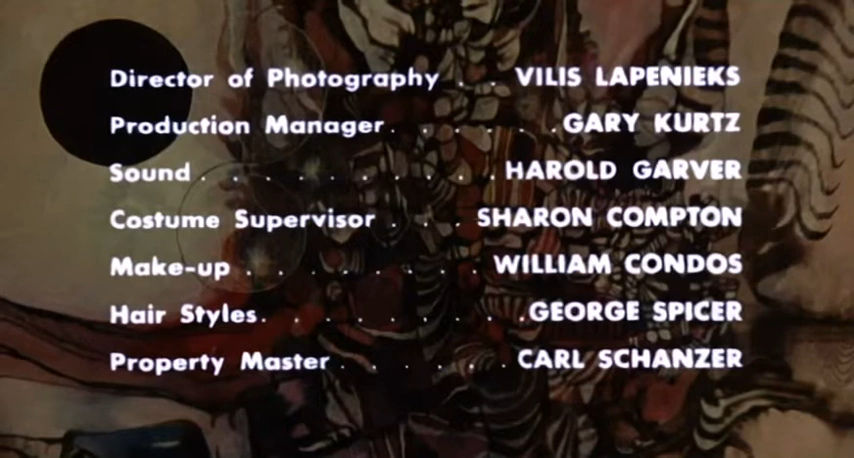 Director of Photography . . VILIS LAPENIEKS
Production Manager. . . . . .GARY KURTZ
Sound . . . . . . . . . .HAROLD GARVER
Costume Supervisor . . . SHARON COMPTON
Make-up . . . . . . . . WILLIAM CONDOS
Hair Styles. . . . . . . . .GEORGE SPICER
Property Master . . . . . . CARL SCHANZER